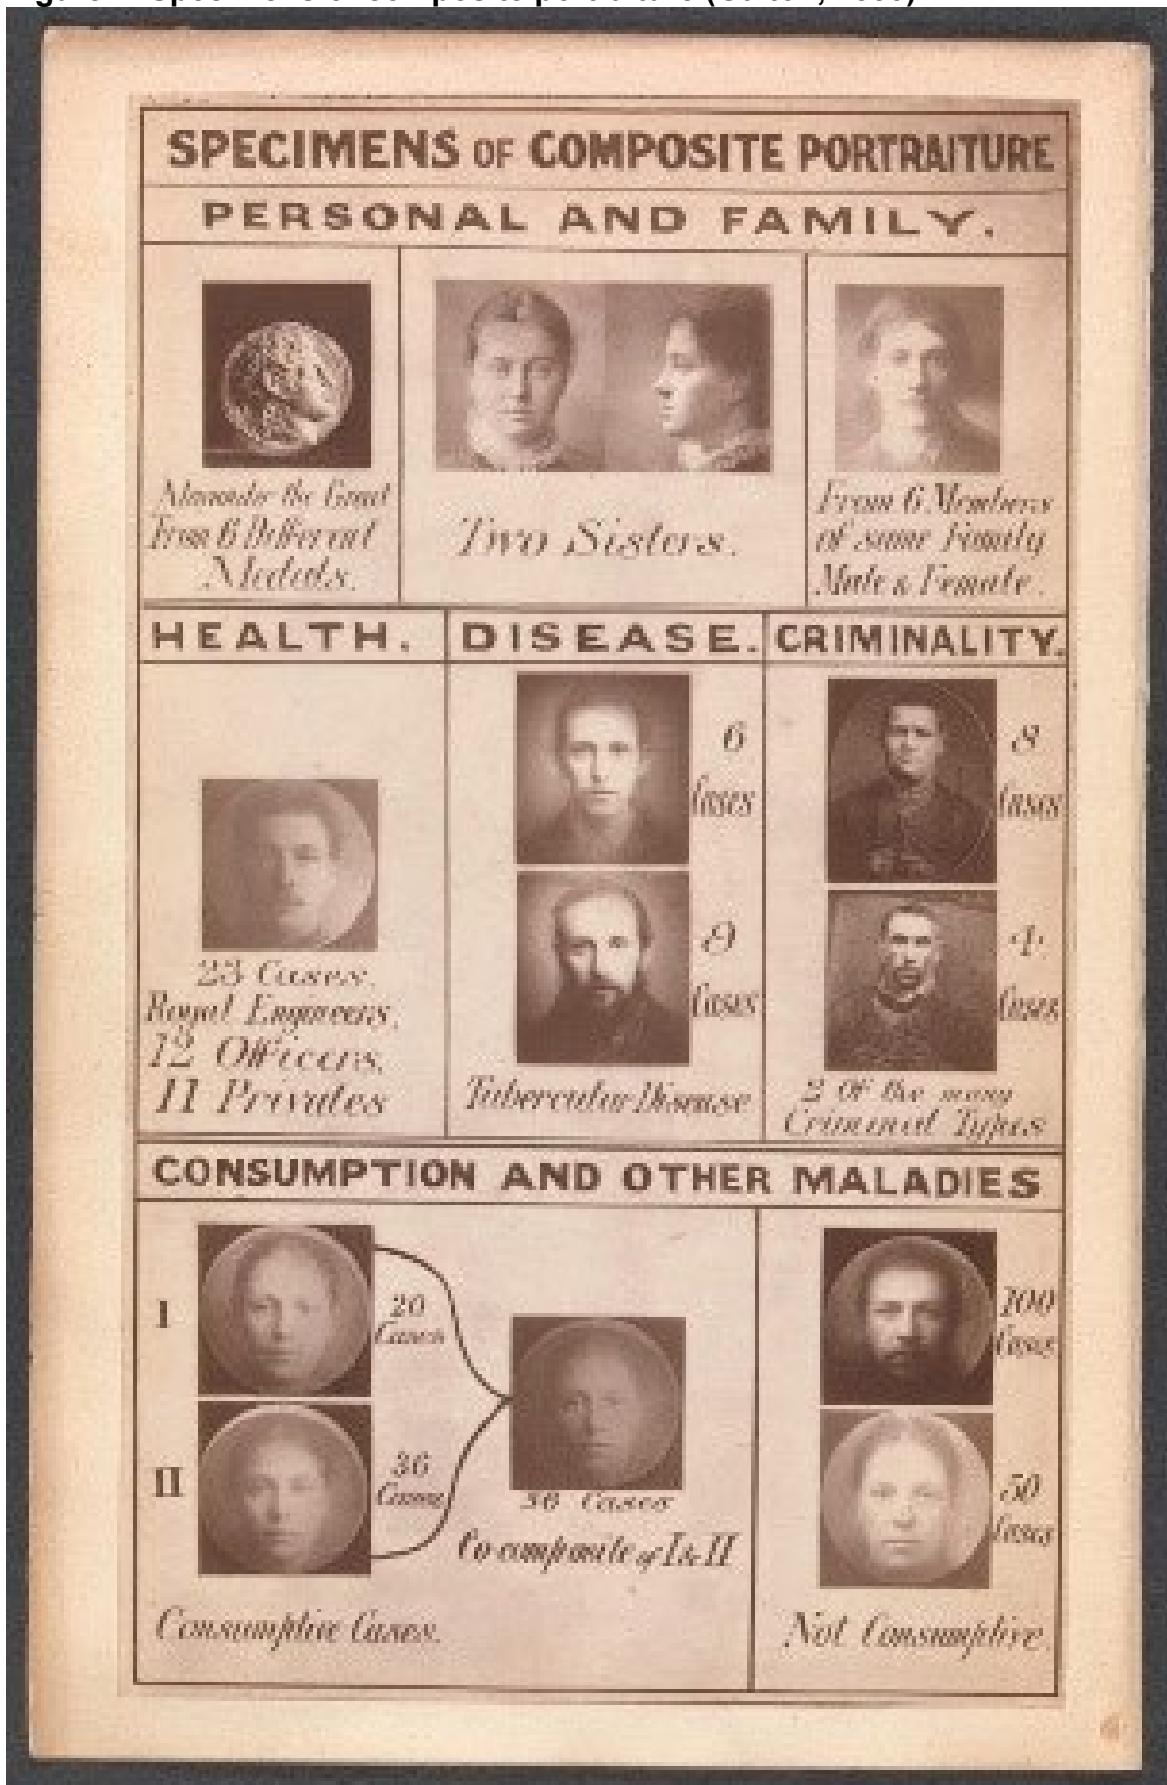 SPECIMENS OF COMPOSITE PORTRAITURE
PERSONAL AND FAMILY.
Alexander the Great
From 6 Different
Medals.
Two Sisters.
From 6 Members
of same Family
Male & Female.
HEALTH.
23 Cases.
Royal Engineers,
12 Officers,
11 Privates
DISEASE.
6
Cases
9
Cases
Tubercular Disease
CRIMINALITY.
8
Cases
4
Cases
2 Of the many
Criminal Types
CONSUMPTION AND OTHER MALADIES
I
20
Cases
II
36
Cases
56 Cases
Co-composite of I & II
Consumptive Cases.
100
Cases
50
Cases
Not Consumptive.